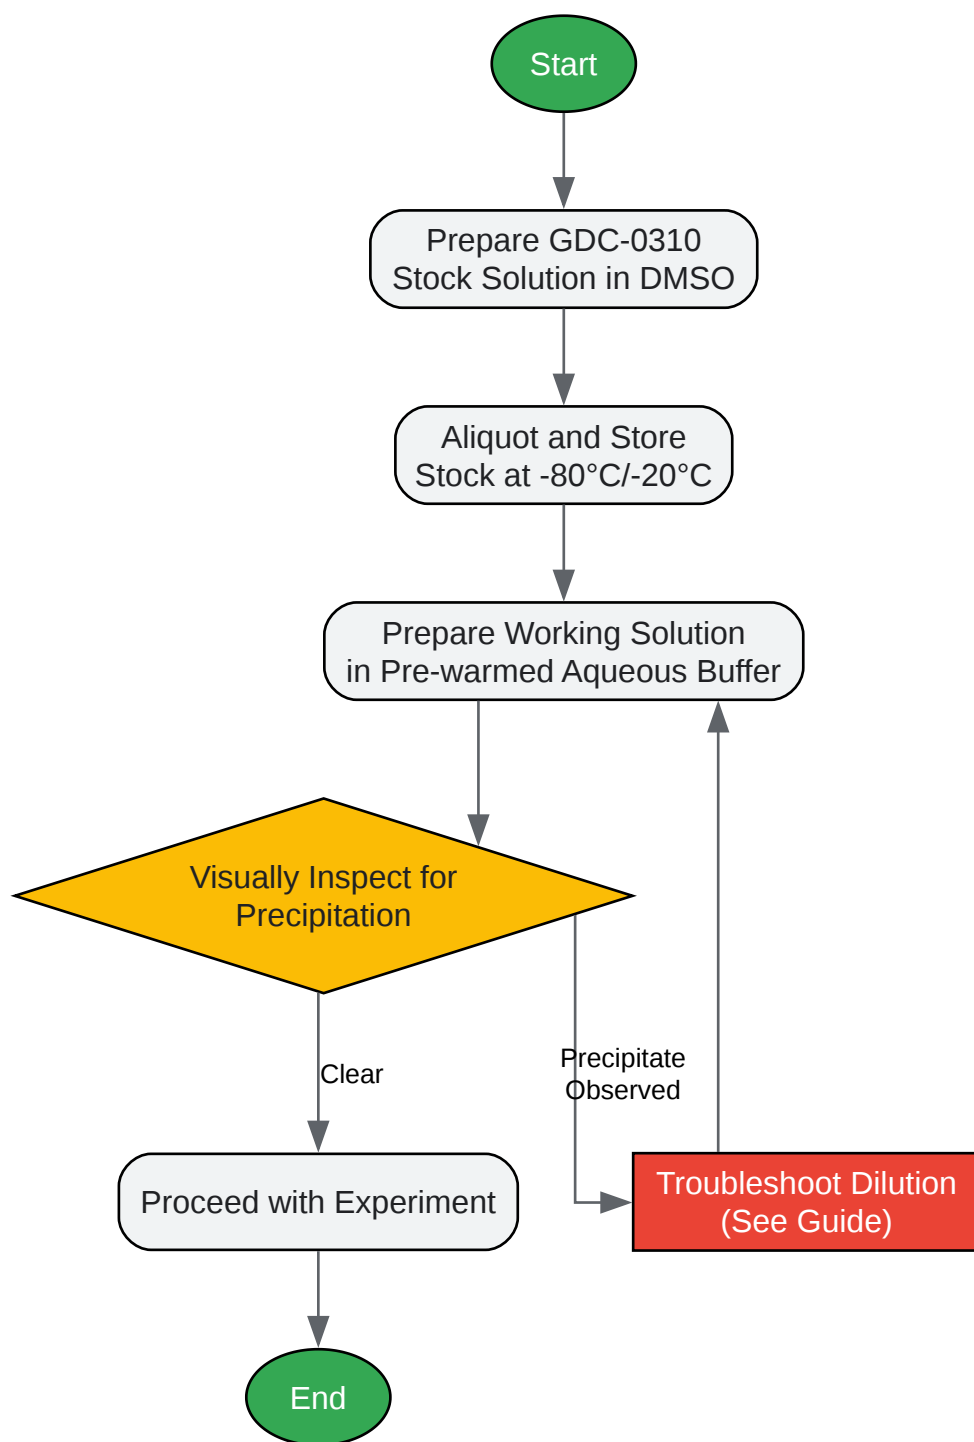 Start
Prepare GDC-0310
Stock Solution in DMSO
Aliquot and Store
Stock at -80°C/-20°C
Prepare Working Solution
in Pre-warmed Aqueous Buffer
Visually Inspect for
Precipitation
Clear
Precipitate
Observed
Proceed with Experiment
Troubleshoot Dilution
(See Guide)
End